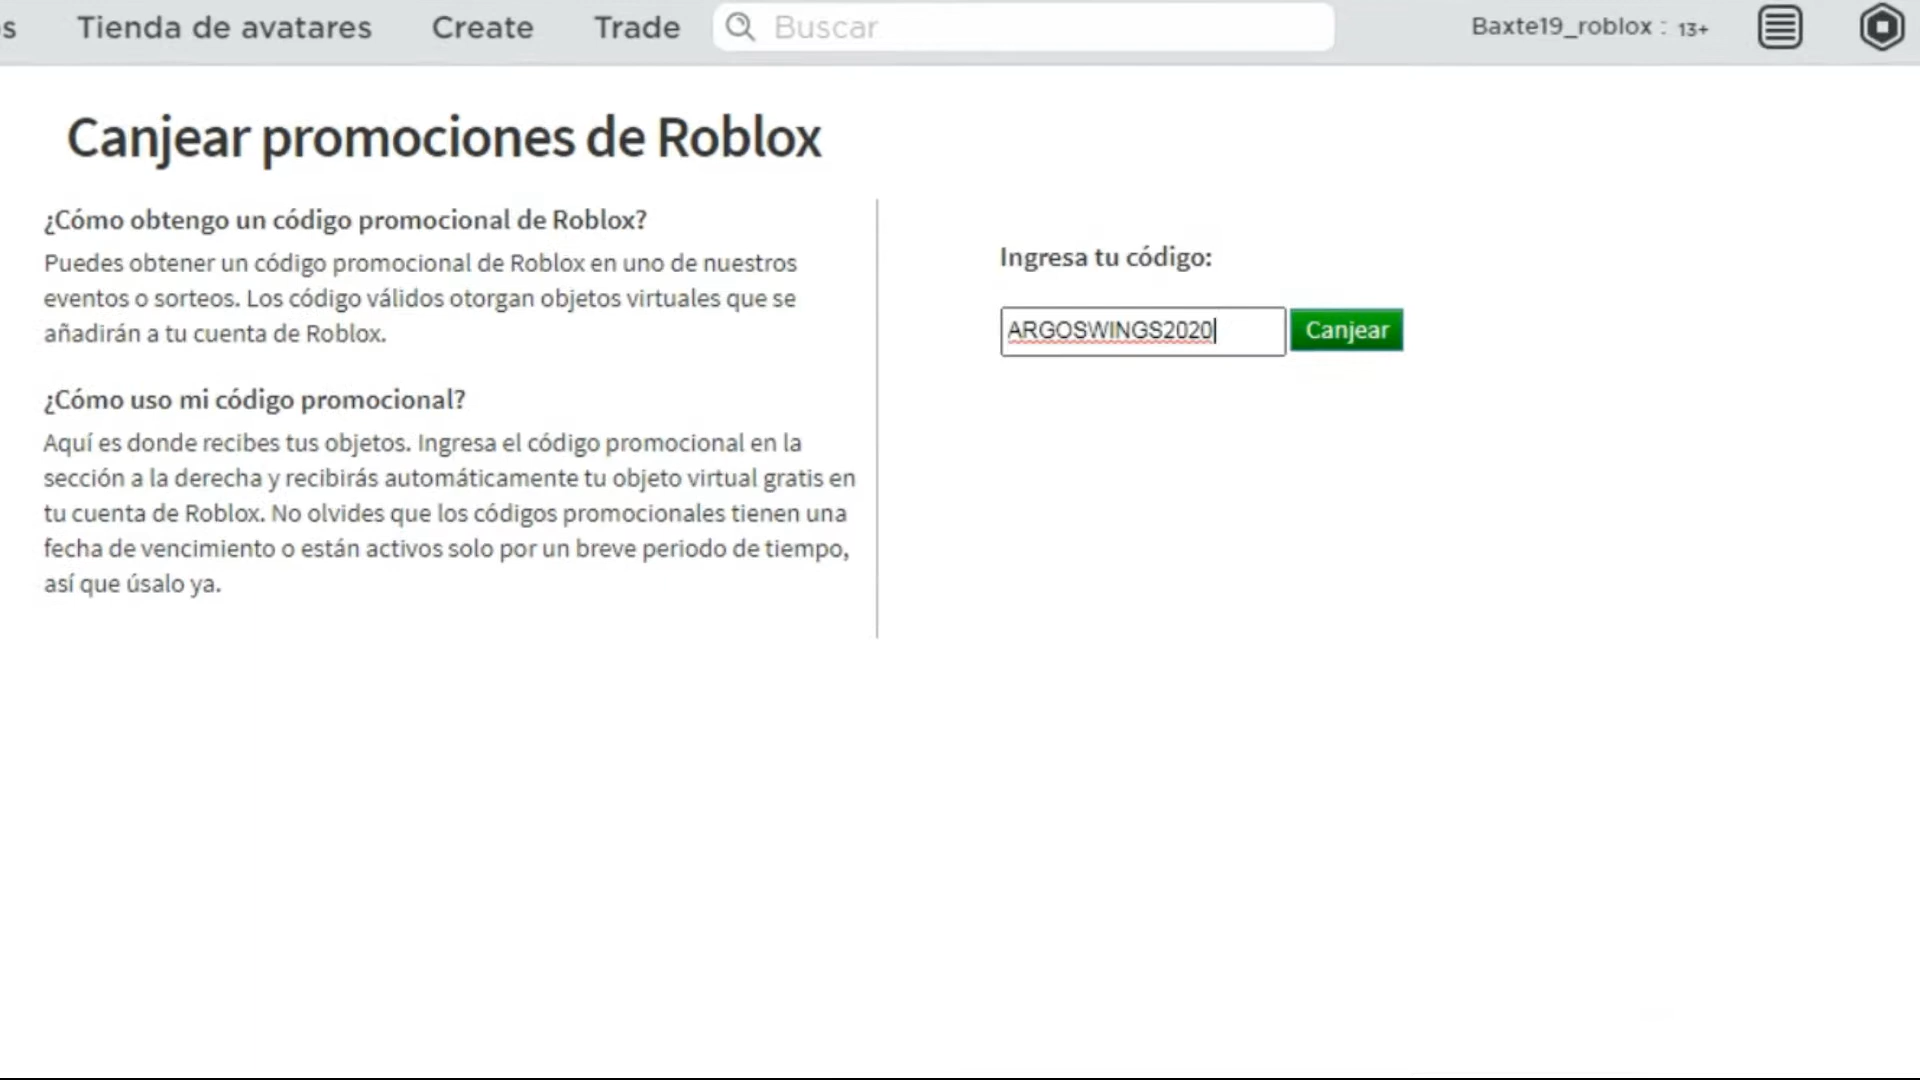 s Tienda de avatares Create Trade Buscar Baxte19_roblox : 13+
Canjear promociones de Roblox
¿Cómo obtengo un código promocional de Roblox?
Puedes obtener un código promocional de Roblox en uno de nuestros
eventos o sorteos. Los código válidos otorgan objetos virtuales que se
añadirán a tu cuenta de Roblox.
¿Cómo uso mi código promocional?
Aquí es donde recibes tus objetos. Ingresa el código promocional en la
sección a la derecha y recibirás automáticamente tu objeto virtual gratis en
tu cuenta de Roblox. No olvides que los códigos promocionales tienen una
fecha de vencimiento o están activos solo por un breve periodo de tiempo,
así que úsalo ya.
Ingresa tu código:
ARGOSWINGS2020 Canjear